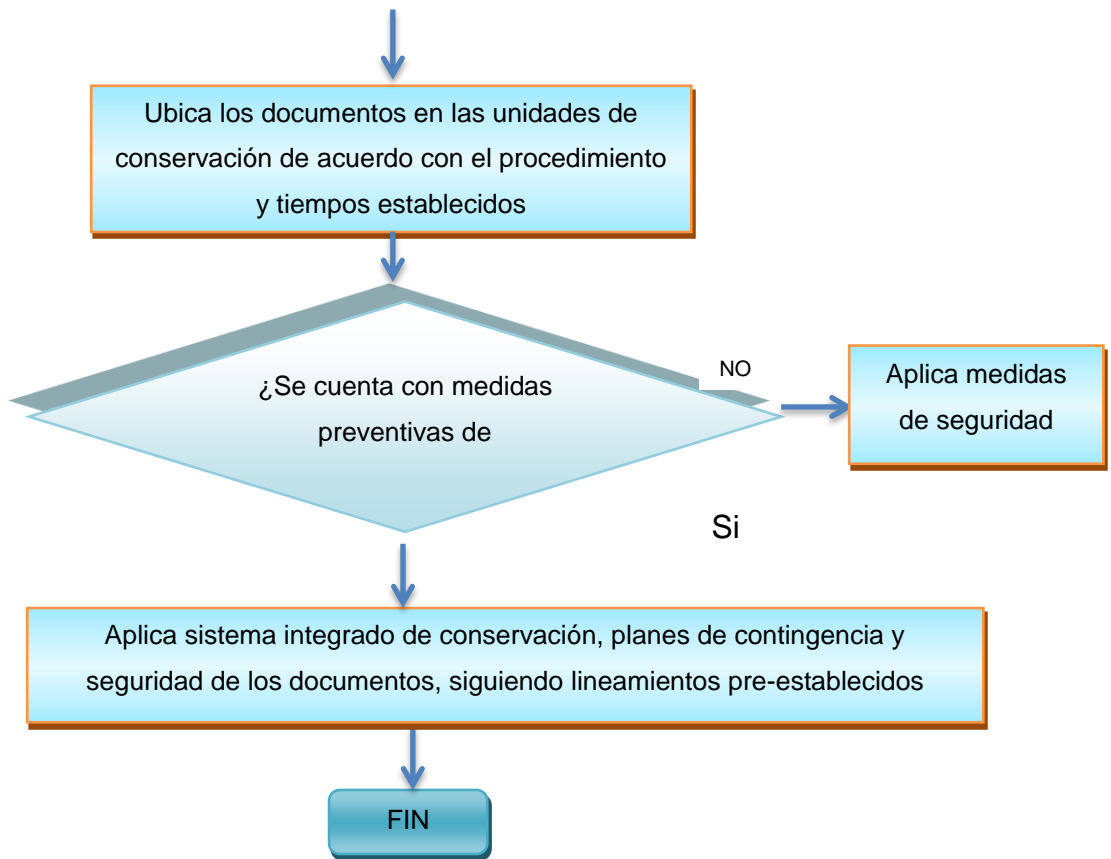 Ubica los documentos en las unidades de
conservación de acuerdo con el procedimiento
y tiempos establecidos
¿Se cuenta con medidas
preventivas de
NO
Aplica medidas
de seguridad
Si
Aplica sistema integrado de conservación, planes de contingencia y
seguridad de los documentos, siguiendo lineamientos pre-establecidos
FIN